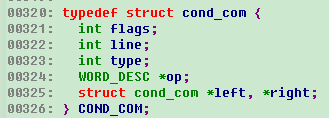 00320: typedef struct cond_com {
00321:   int flags;
00322:   int line;
00323:   int type;
00324:   WORD_DESC *op;
00325:   struct cond_com *left, *right;
00326: } COND_COM;